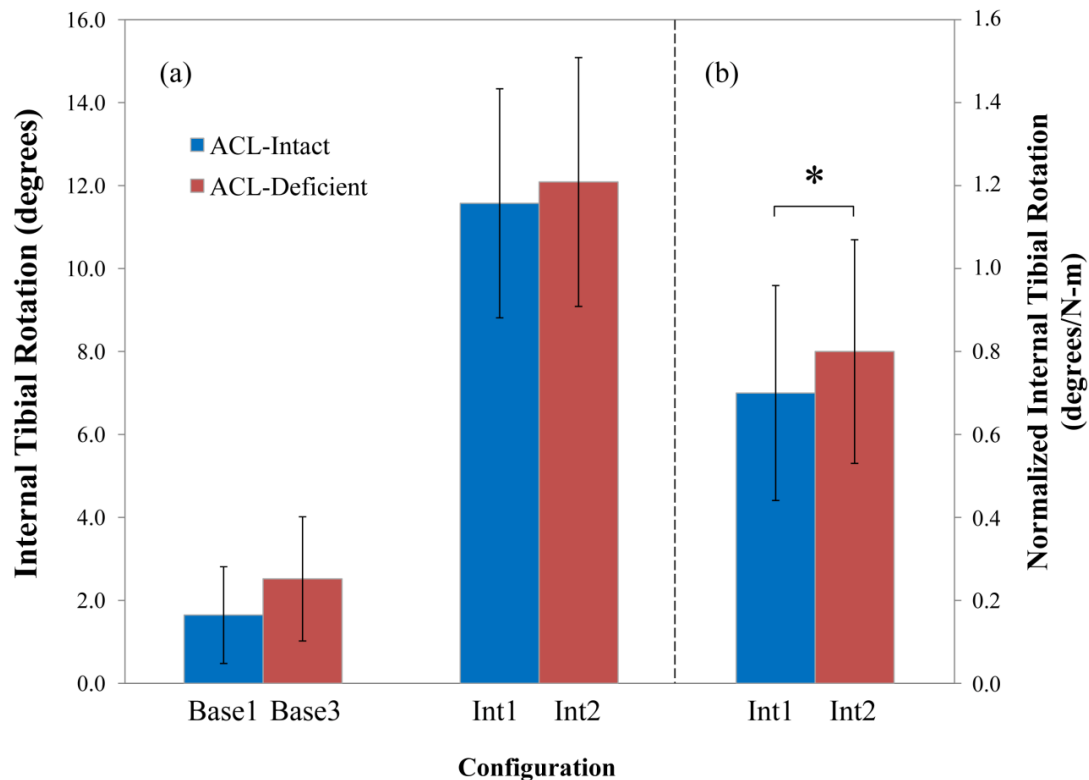 Internal Tibial Rotation (degrees)
16.0
14.0
12.0
10.0
8.0
6.0
4.0
2.0
0.0
(a)
ACL-Intact
ACL-Deficient
(b)
*
1.6
1.4
1.2
1.0
0.8
0.6
0.4
0.2
0.0
Normalized Internal Tibial Rotation
(degrees/N-m)
Base1 Base3 Int1 Int2 Int1 Int2
Configuration